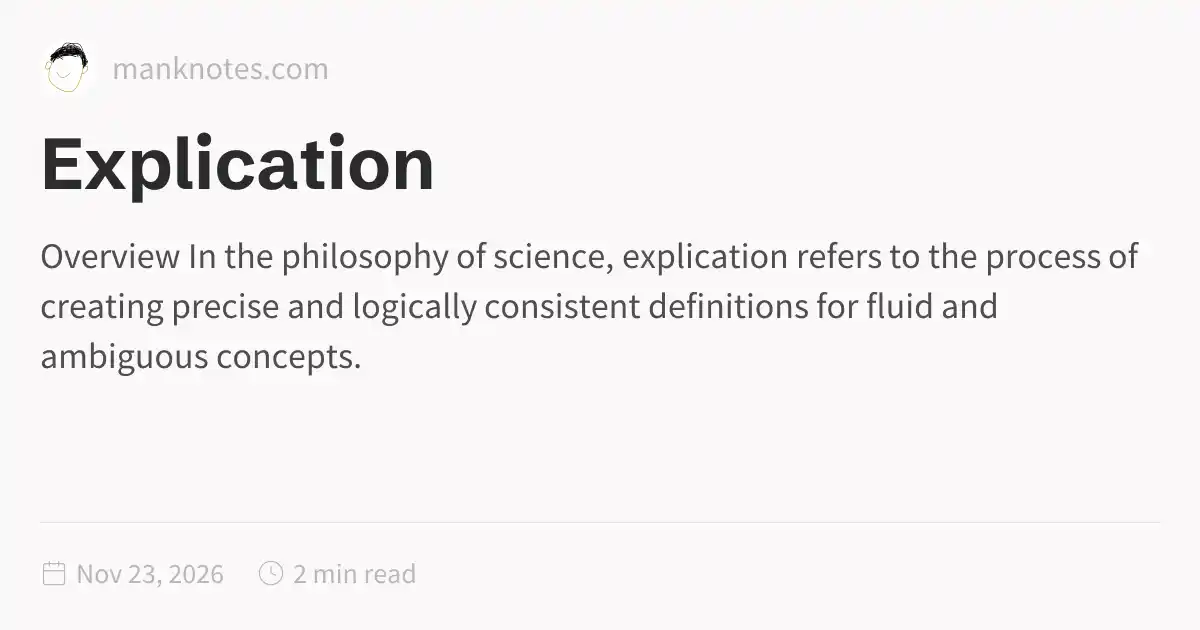 manknotes.com
Explication
Overview In the philosophy of science, explication refers to the process of
creating precise and logically consistent definitions for fluid and
ambiguous concepts.
Nov 23, 2026 2 min read